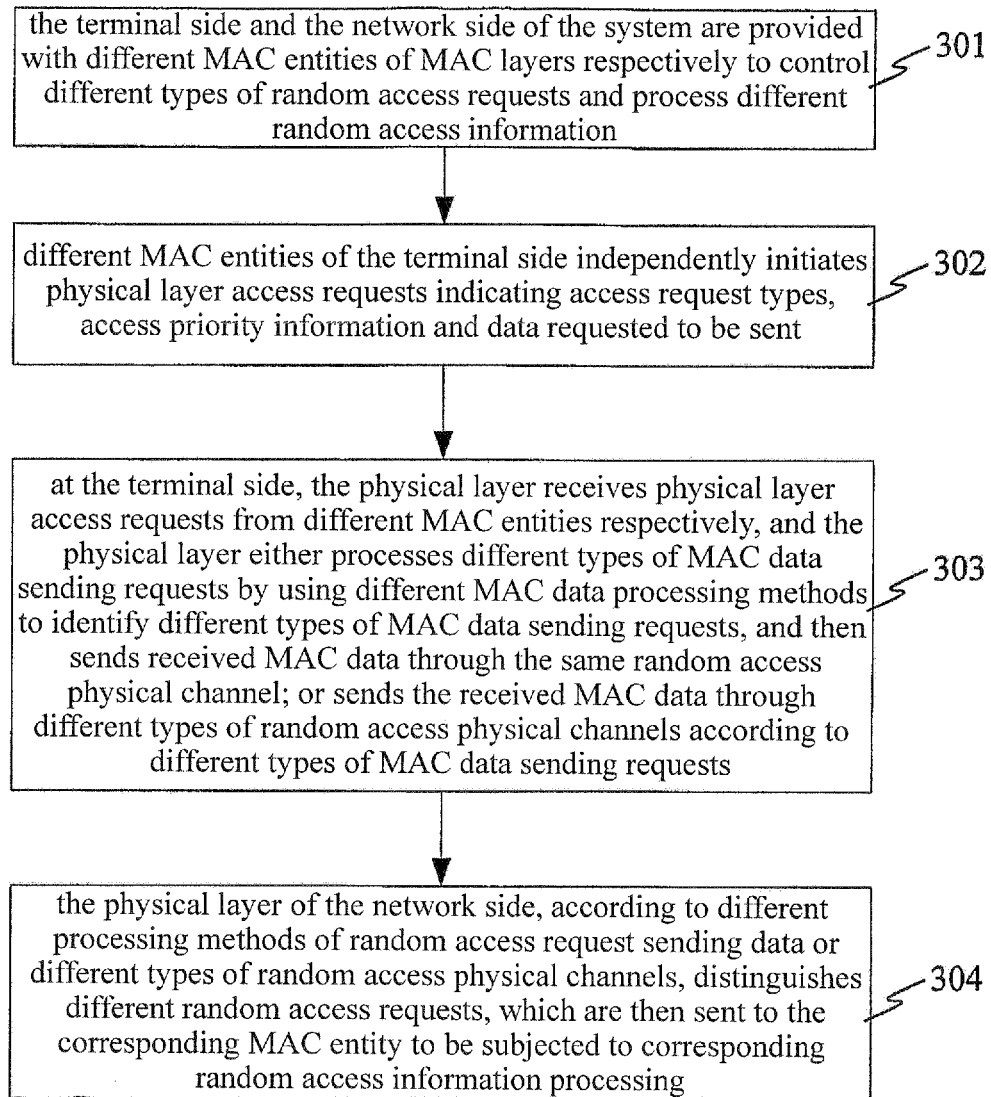 the terminal side and the network side of the system are provided
with different MAC entities of MAC layers respectively to control
different types of random access requests and process different
random access information
301
different MAC entities of the terminal side independently initiates
physical layer access requests indicating access request types,
access priority information and data requested to be sent
302
at the terminal side, the physical layer receives physical layer
access requests from different MAC entities respectively, and the
physical layer either processes different types of MAC data
sending requests by using different MAC data processing methods
to identify different types of MAC data sending requests, and then
sends received MAC data through the same random access
physical channel; or sends the received MAC data through
different types of random access physical channels according to
different types of MAC data sending requests
303
the physical layer of the network side, according to different
processing methods of random access request sending data or
different types of random access physical channels, distinguishes
different random access requests, which are then sent to the
corresponding MAC entity to be subjected to corresponding
random access information processing
304